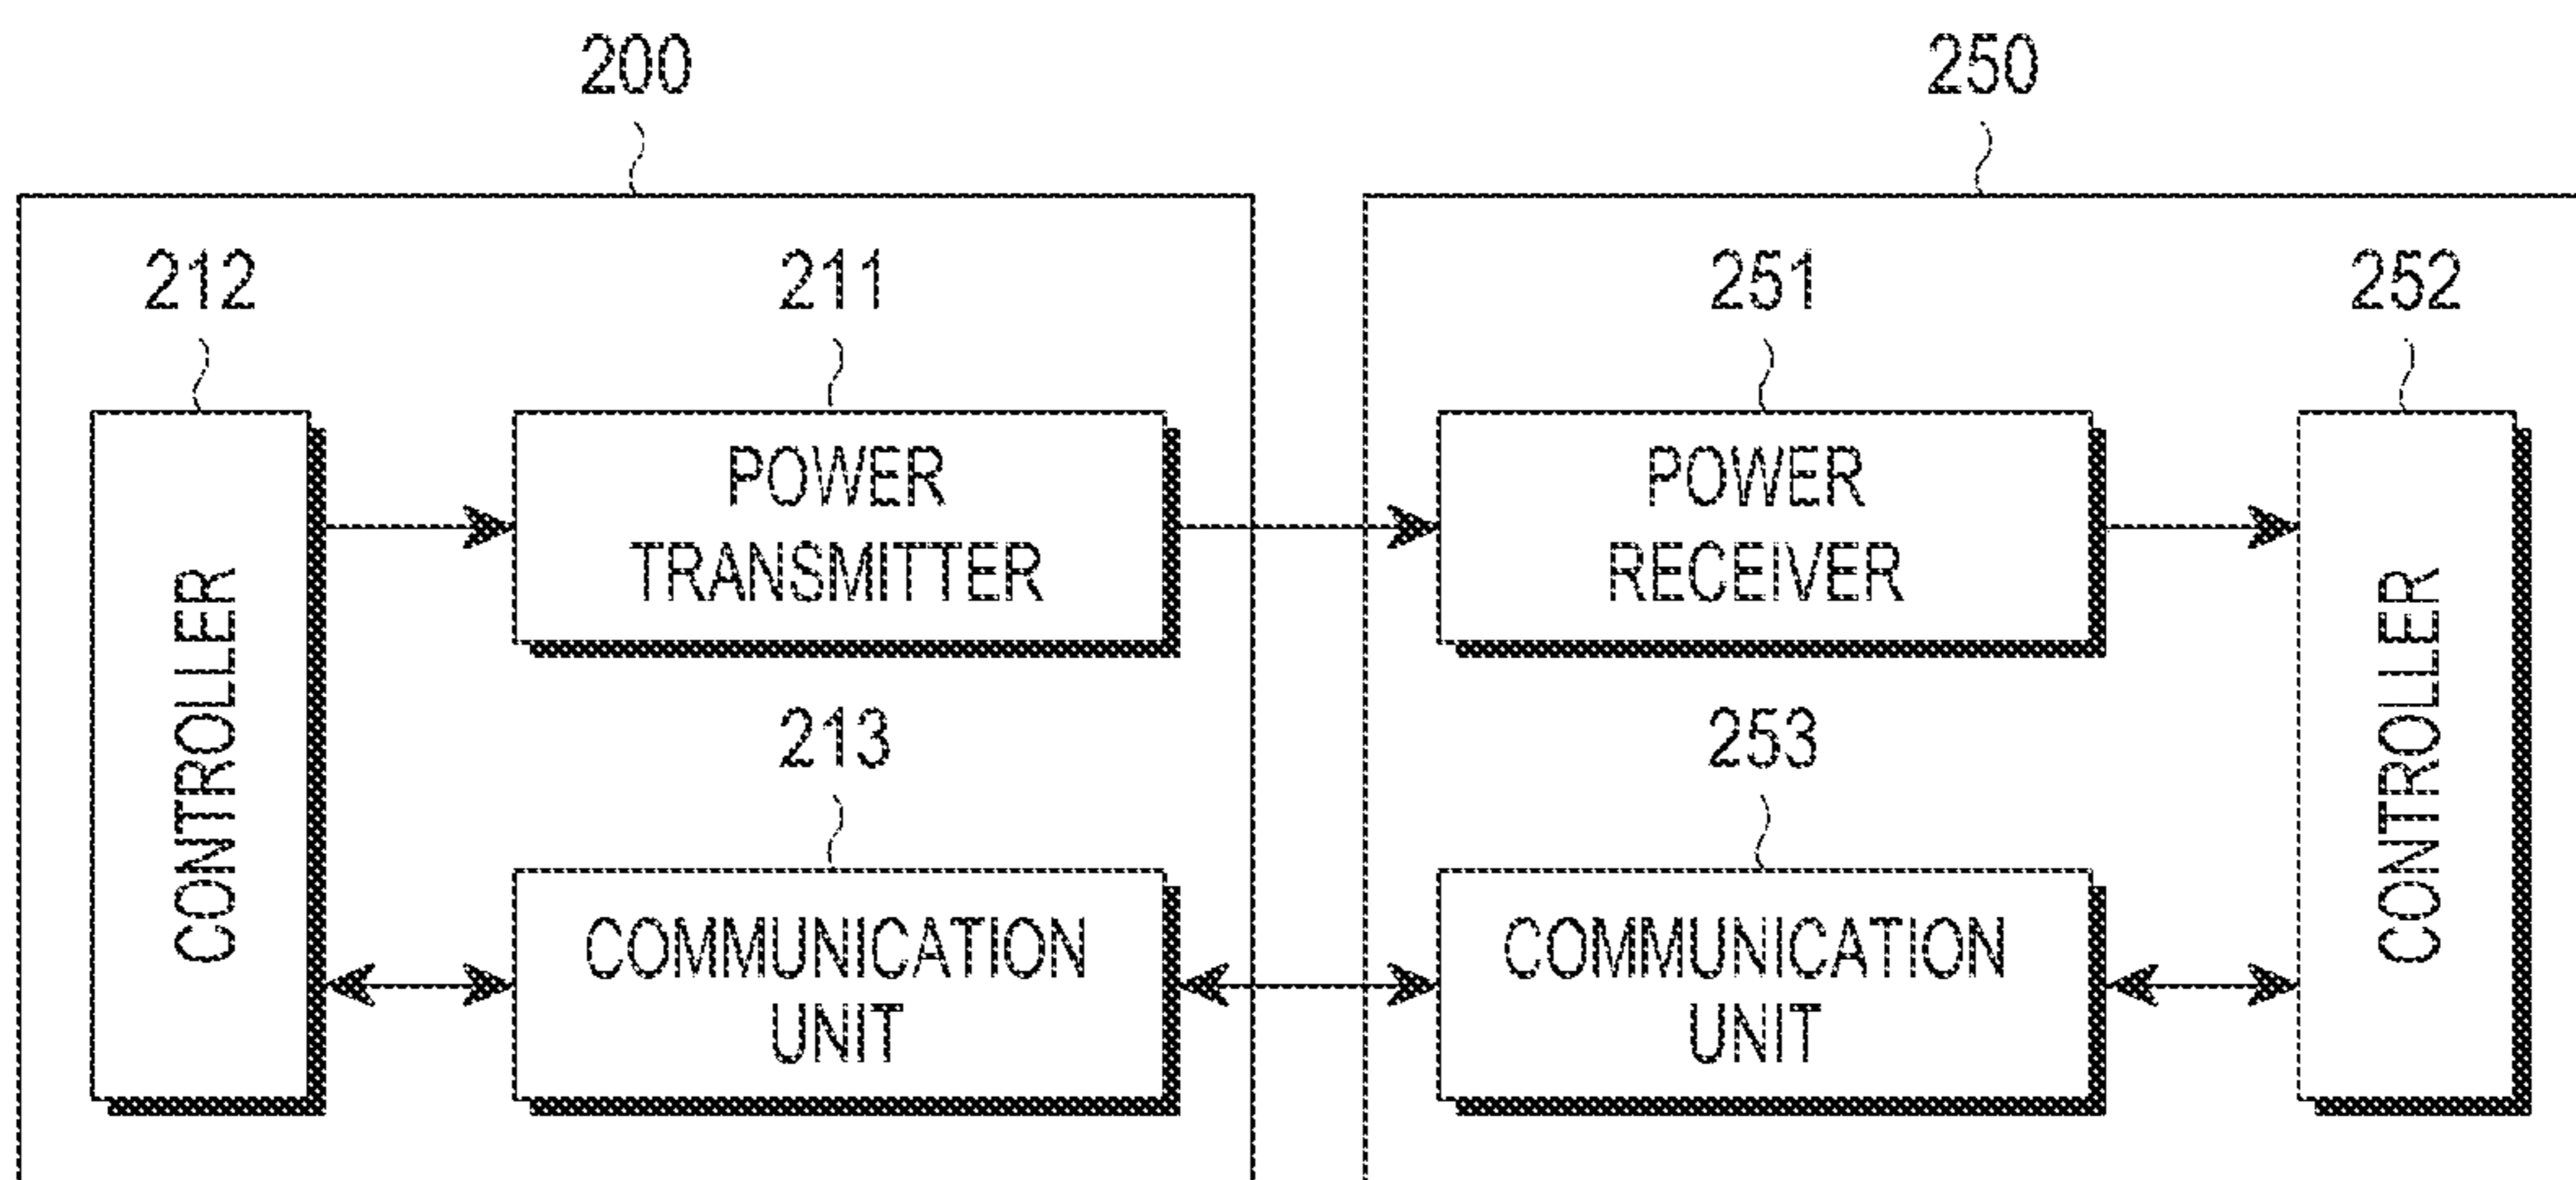 200
250
212
211
251
252
POWER
TRANSMITTER
POWER
RECEIVER
CONTROLLER
CONTROLLER
213
253
COMMUNICATION
UNIT
COMMUNICATION
UNIT